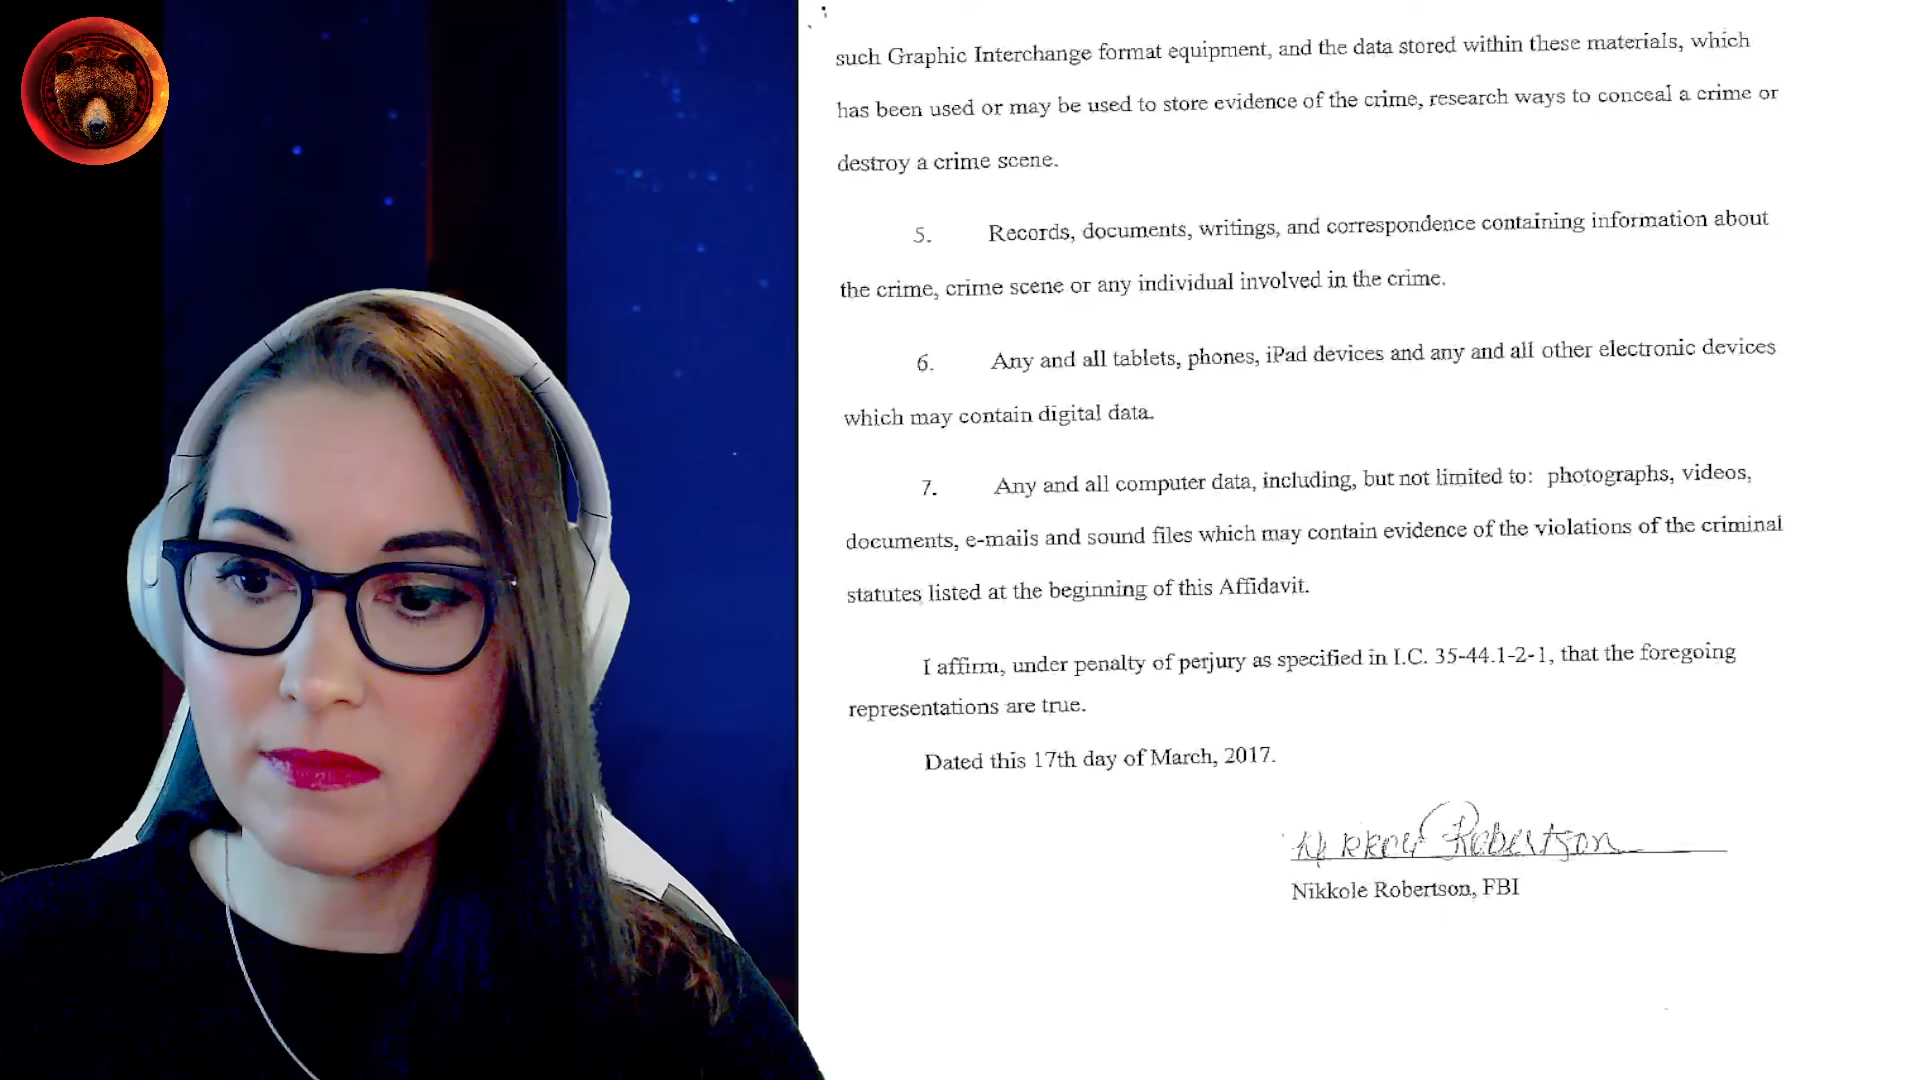 such Graphic Interchange format equipment, and the data stored within these materials, which
has been used or may be used to store evidence of the crime, research ways to conceal a crime or
destroy a crime scene.
5. Records, documents, writings, and correspondence containing information about
the crime, crime scene or any individual involved in the crime.
6. Any and all tablets, phones, iPad devices and any and all other electronic devices
which may contain digital data.
7. Any and all computer data, including, but not limited to: photographs, videos,
documents, e-mails and sound files which may contain evidence of the violations of the criminal
statutes listed at the beginning of this Affidavit.
I affirm, under penalty of perjury as specified in I.C. 35-44.1-2-1, that the foregoing
representations are true.
Dated this 17th day of March, 2017.
Robertson
Nikkole Robertson, FBI